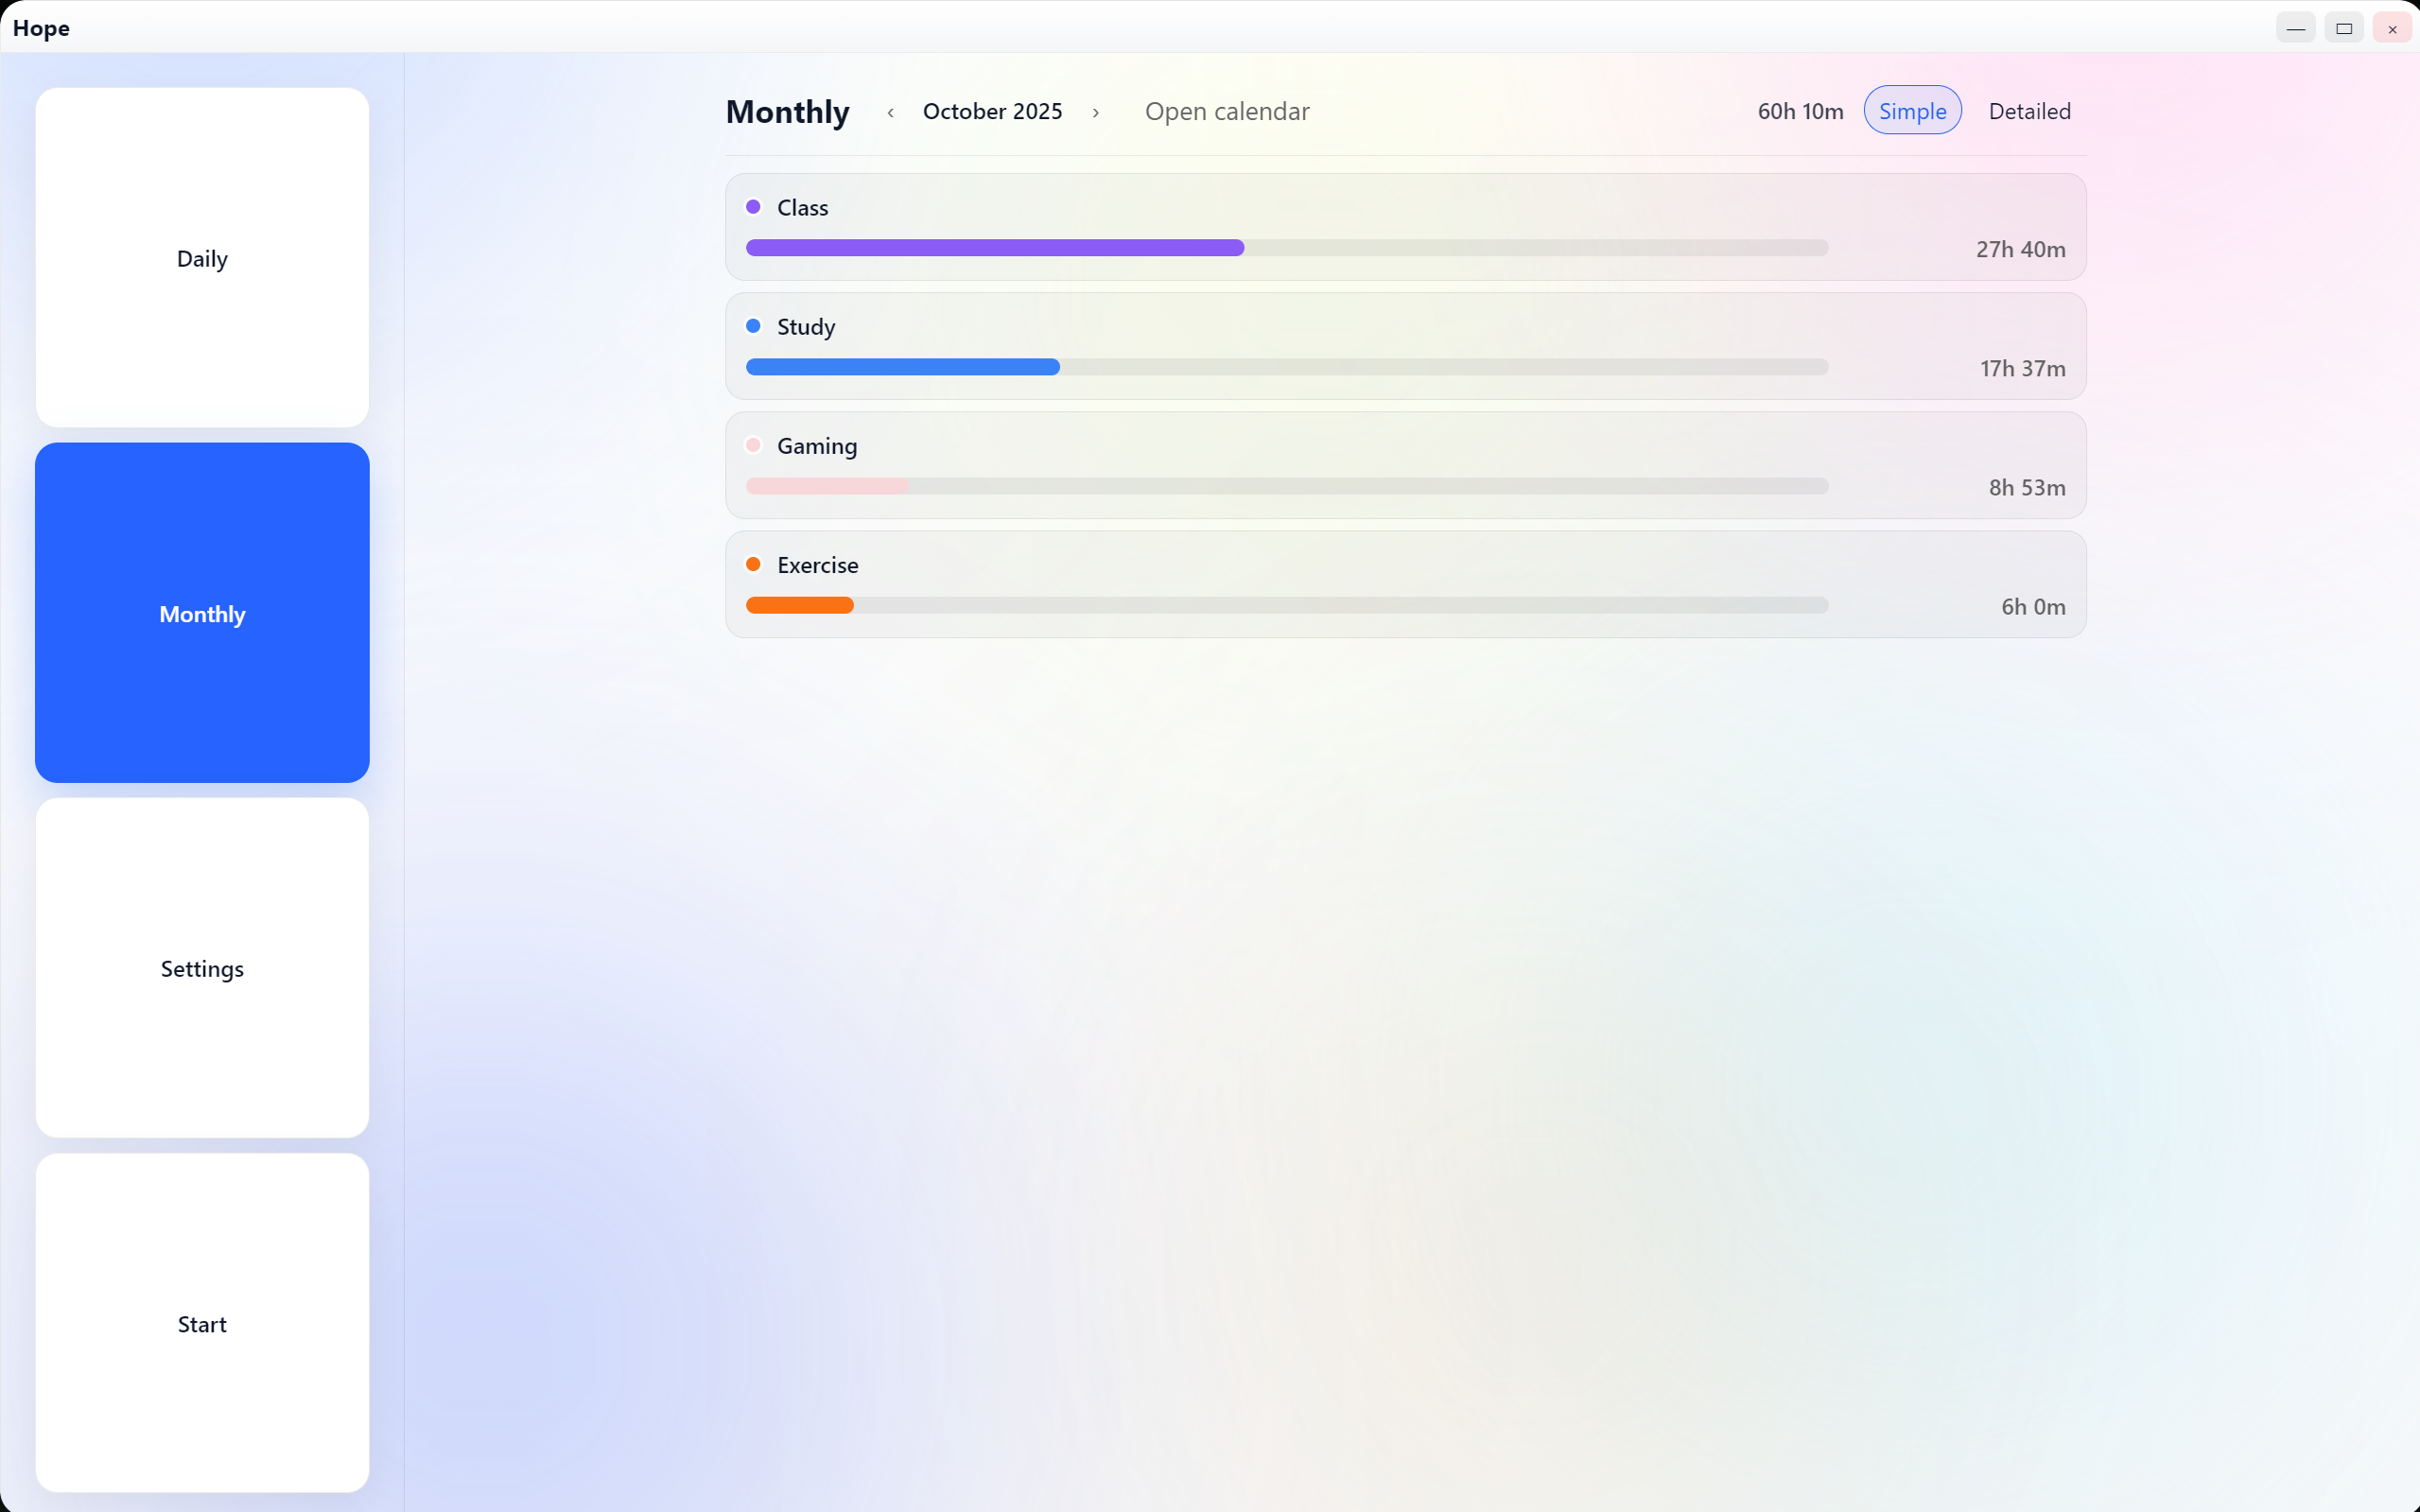 Hope
Daily
Monthly
Settings
Start
Monthly ‹ October 2025 › Open calendar 60h 10m Simple Detailed
Class
27h 40m
Study
17h 37m
Gaming
8h 53m
Exercise
6h 0m